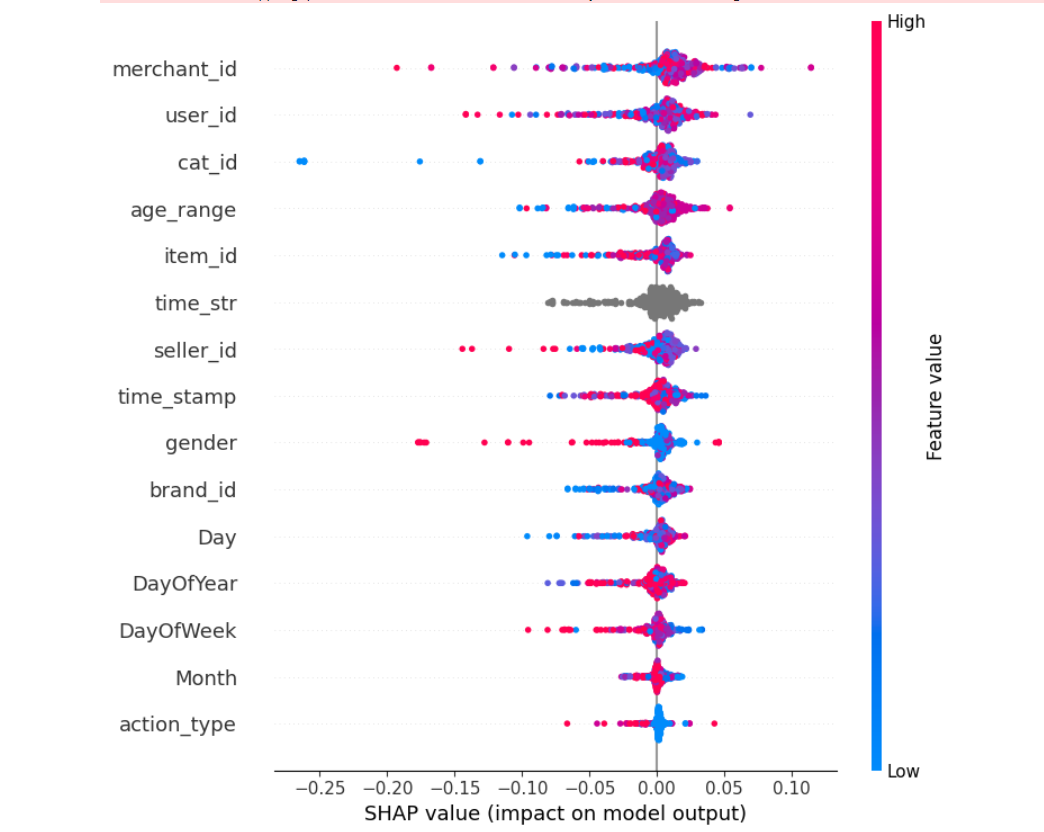 High
merchant_id
user_id
cat_id
age_range
item_id
time_str
seller_id
time_stamp
gender
brand_id
Day
DayOfYear
DayOfWeek
Month
action_type
Feature value
Low
−0.25 −0.20 −0.15 −0.10 −0.05 0.00 0.05 0.10
SHAP value (impact on model output)